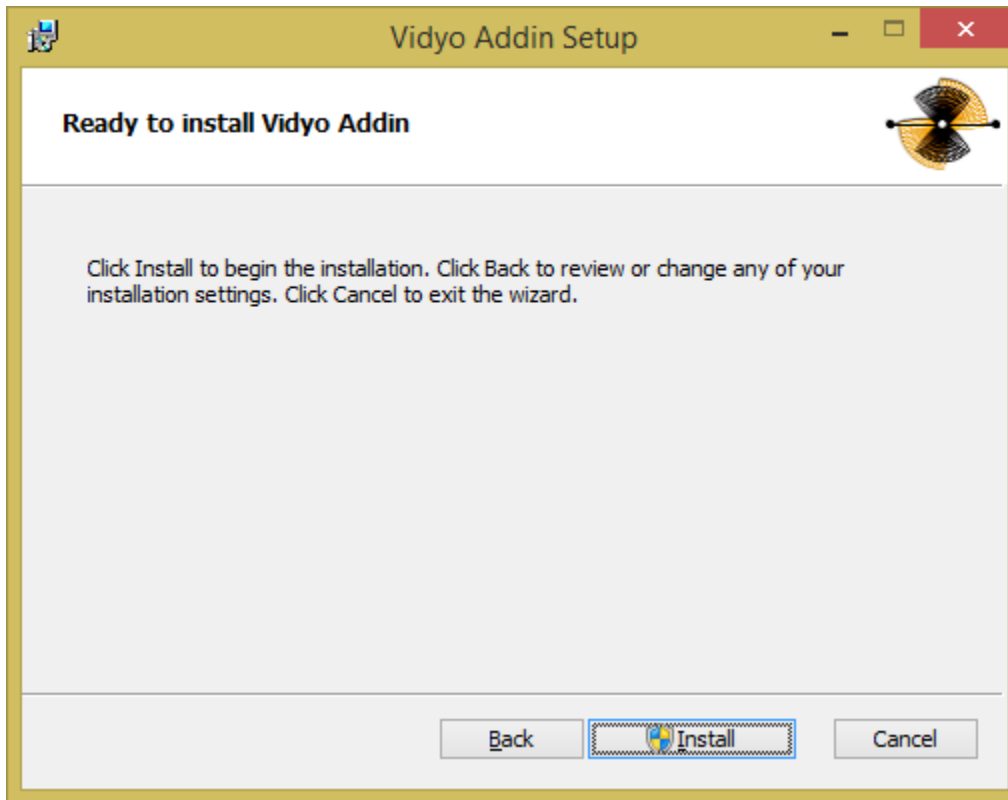 Vidyo Addin Setup
Ready to install Vidyo Addin
Click Install to begin the installation. Click Back to review or change any of your
installation settings. Click Cancel to exit the wizard.
Back Install Cancel